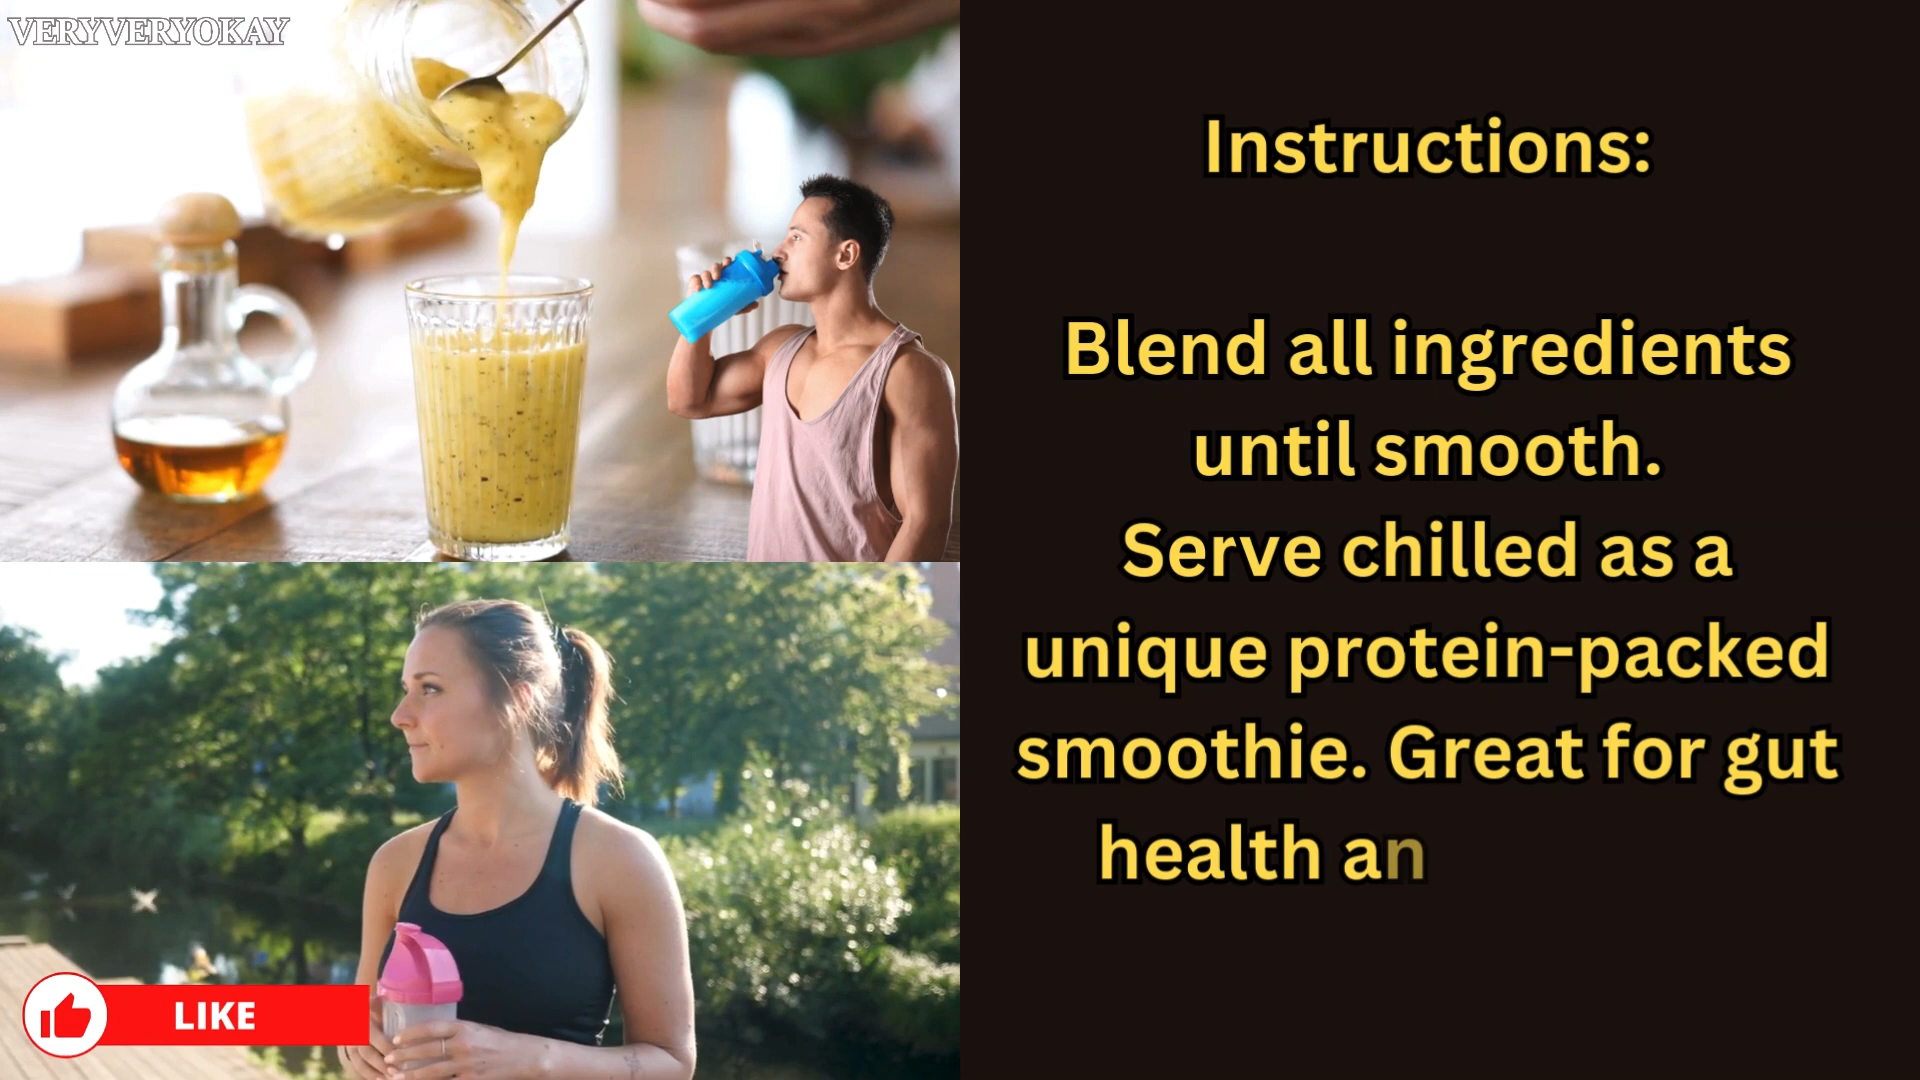 VERYVERYOKAY
Instructions:
Blend all ingredients
until smooth.
Serve chilled as a
unique protein-packed
smoothie. Great for gut
health an
LIKE